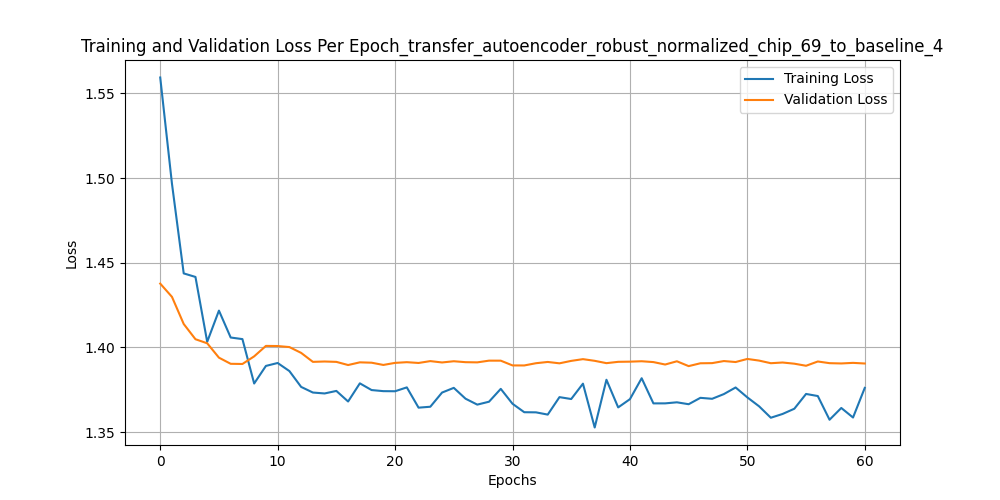 Training and Validation Loss Per Epoch_transfer_autoencoder_robust_normalized_chip_69_to_baseline_4
Training Loss
Validation Loss
1.55
1.50
1.45
1.40
1.35
Loss
0 10 20 30 40 50 60
Epochs